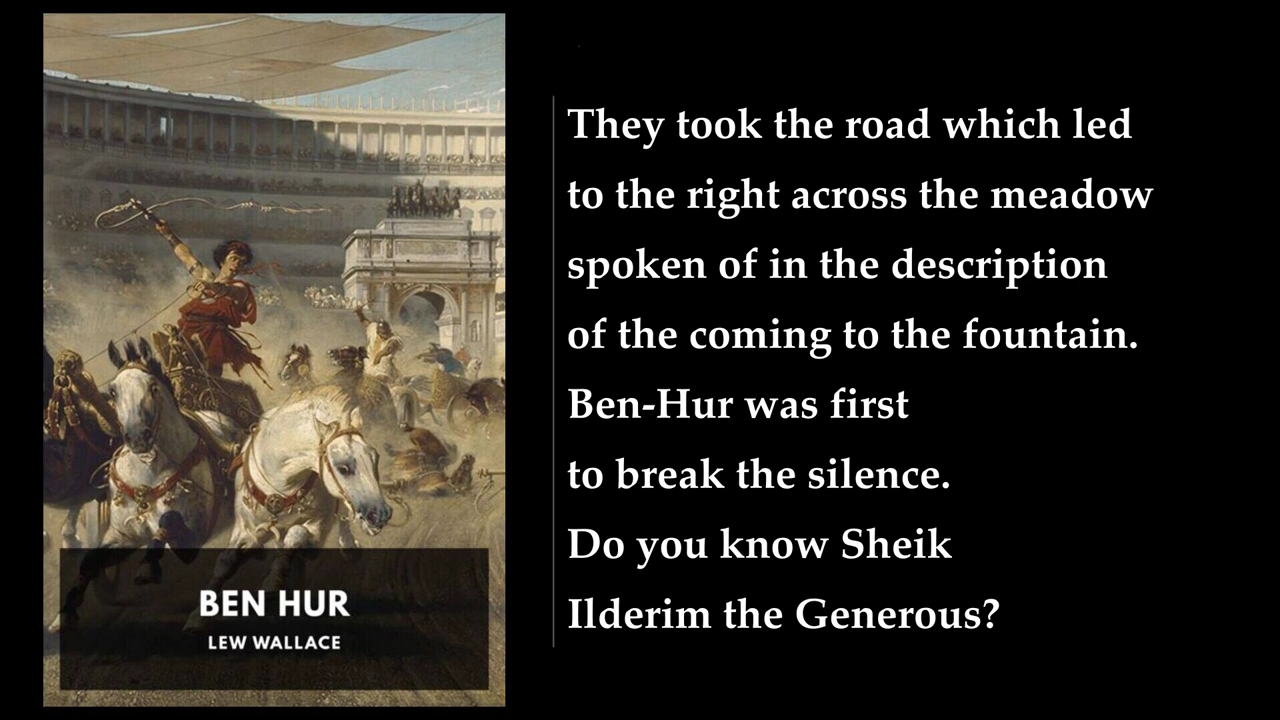 BEN HUR
LEW WALLACE
They took the road which led
to the right across the meadow
spoken of in the description
of the coming to the fountain.
Ben-Hur was first
to break the silence.
Do you know Sheik
Ilderim the Generous?